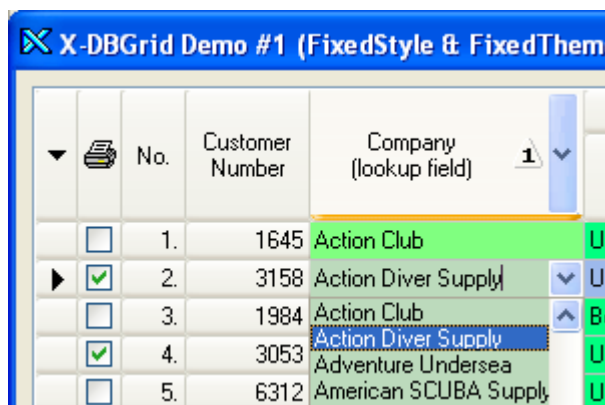 X-DBGrid Demo #1 (FixedStyle & FixedThem
No. Customer Number Company (lookup field) 1
1. 1645 Action Club U
2. 3158 Action Diver Supply U
3. 1984 Action Club B
Action Diver Supply
4. 3053 Adventure Undersea U
5. 6312 American SCUBA Supply U